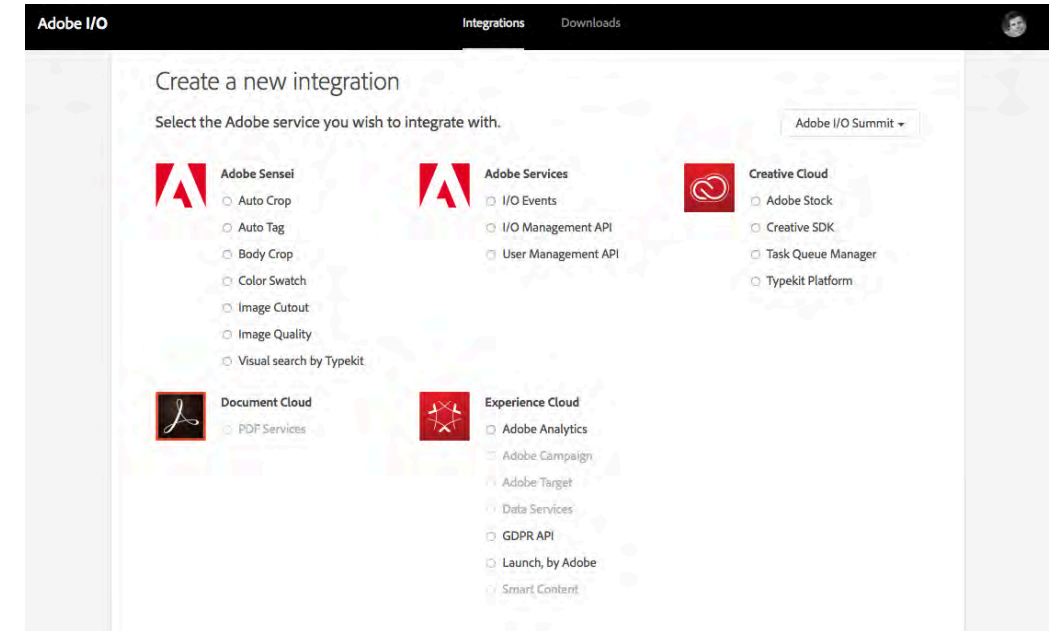 Adobe I/O
Integrations
Downloads
Create a new integration
Select the Adobe service you wish to integrate with.
Adobe I/O Summit
Adobe Sensei
Auto Crop
Auto Tag
Body Crop
Color Swatch
Image Cutout
Image Quality
Visual search by Typekit
Adobe Services
I/O Events
I/O Management API
User Management API
Creative Cloud
Adobe Stock
Creative SDK
Task Queue Manager
Typekit Platform
Document Cloud
PDF Services
Experience Cloud
Adobe Analytics
Adobe Campaign
Adobe Target
Data Services
GDPR API
Launch, by Adobe
Smart Content